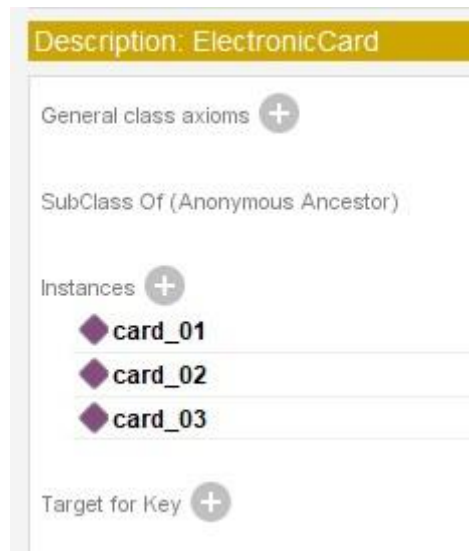 Description: ElectronicCard
General class axioms
SubClass Of (Anonymous Ancestor)
Instances
card_01
card_02
card_03
Target for Key